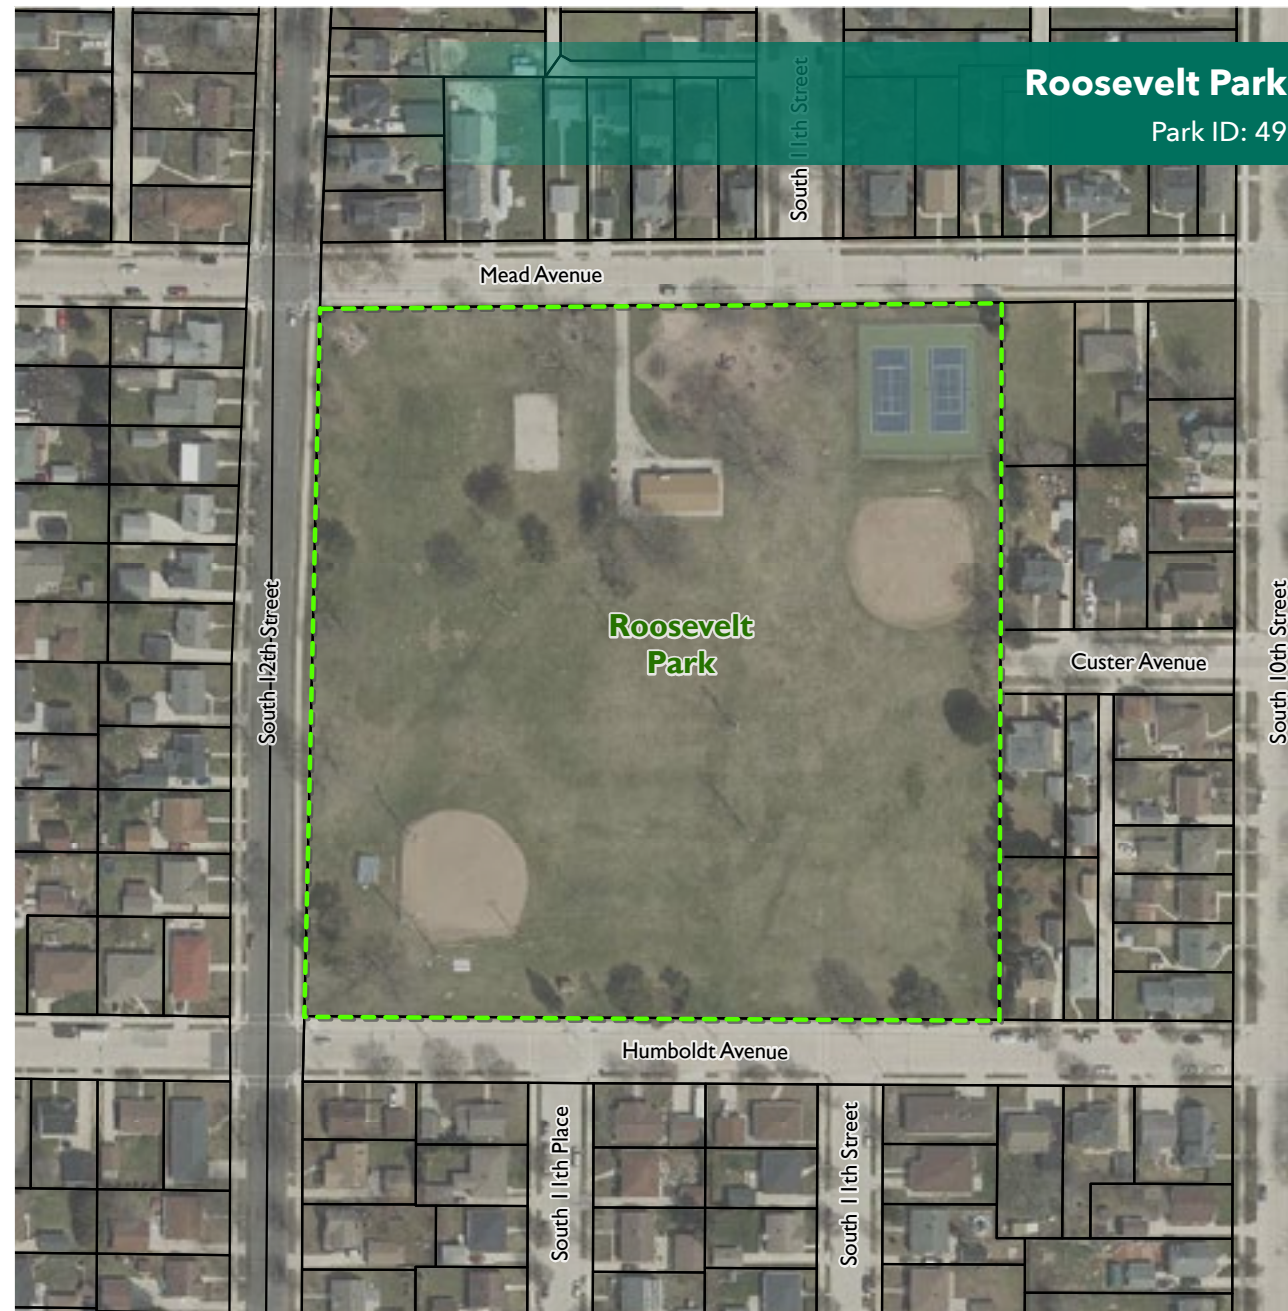 Roosevelt Park
Park ID: 49
South 11th Street
Mead Avenue
South 12th Street
Roosevelt
Park
Custer Avenue
South 10th Street
Humboldt Avenue
South 11th Place
South 11th Street